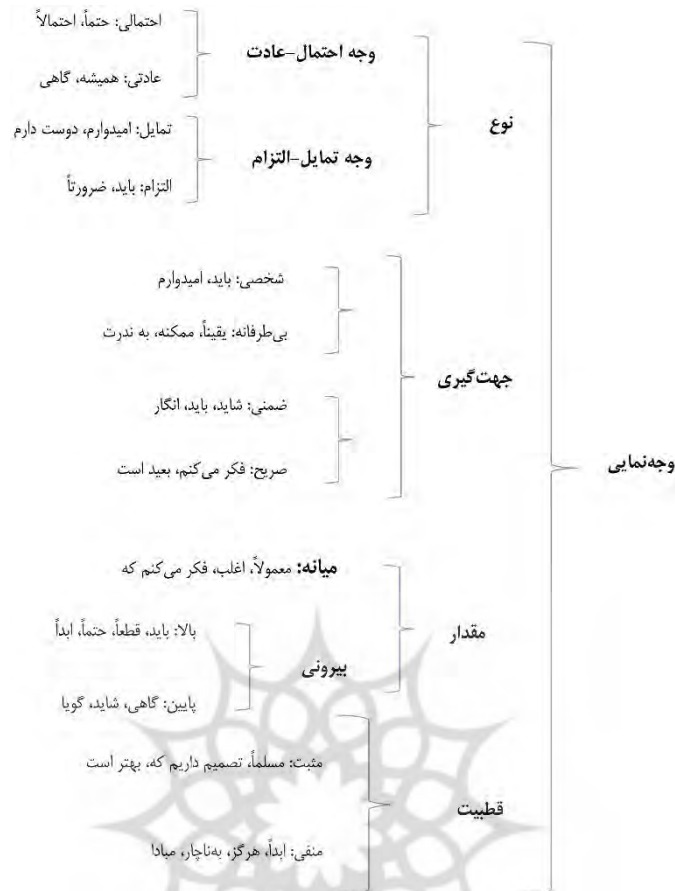 احتمالی: حتماً، احتمالاً
وجه احتمال-عادت
عادتی: همیشه، گاهی
نوع
تمایل: امیدوارم، دوست دارم
وجه تمایل-التزام
التزام: باید، ضرورتاً
شخصی: باید، امیدوارم
بی‌طرفانه: یقیناً، ممکنه، به ندرت
جهت‌گیری
ضمنی: شاید، باید، انگار
صریح: فکر می‌کنم، بعید است
وجه‌نمایی
میانه: معمولاً، اغلب، فکر می‌کنم که
مقدار
بالا: باید، قطعاً، حتماً، ابداً
بیرونی
پایین: گاهی، شاید، گویا
مثبت: مسلماً، تصمیم داریم که، بهتر است
قطبیت
منفی: ابداً، هرگز، به‌ناچار، مبادا